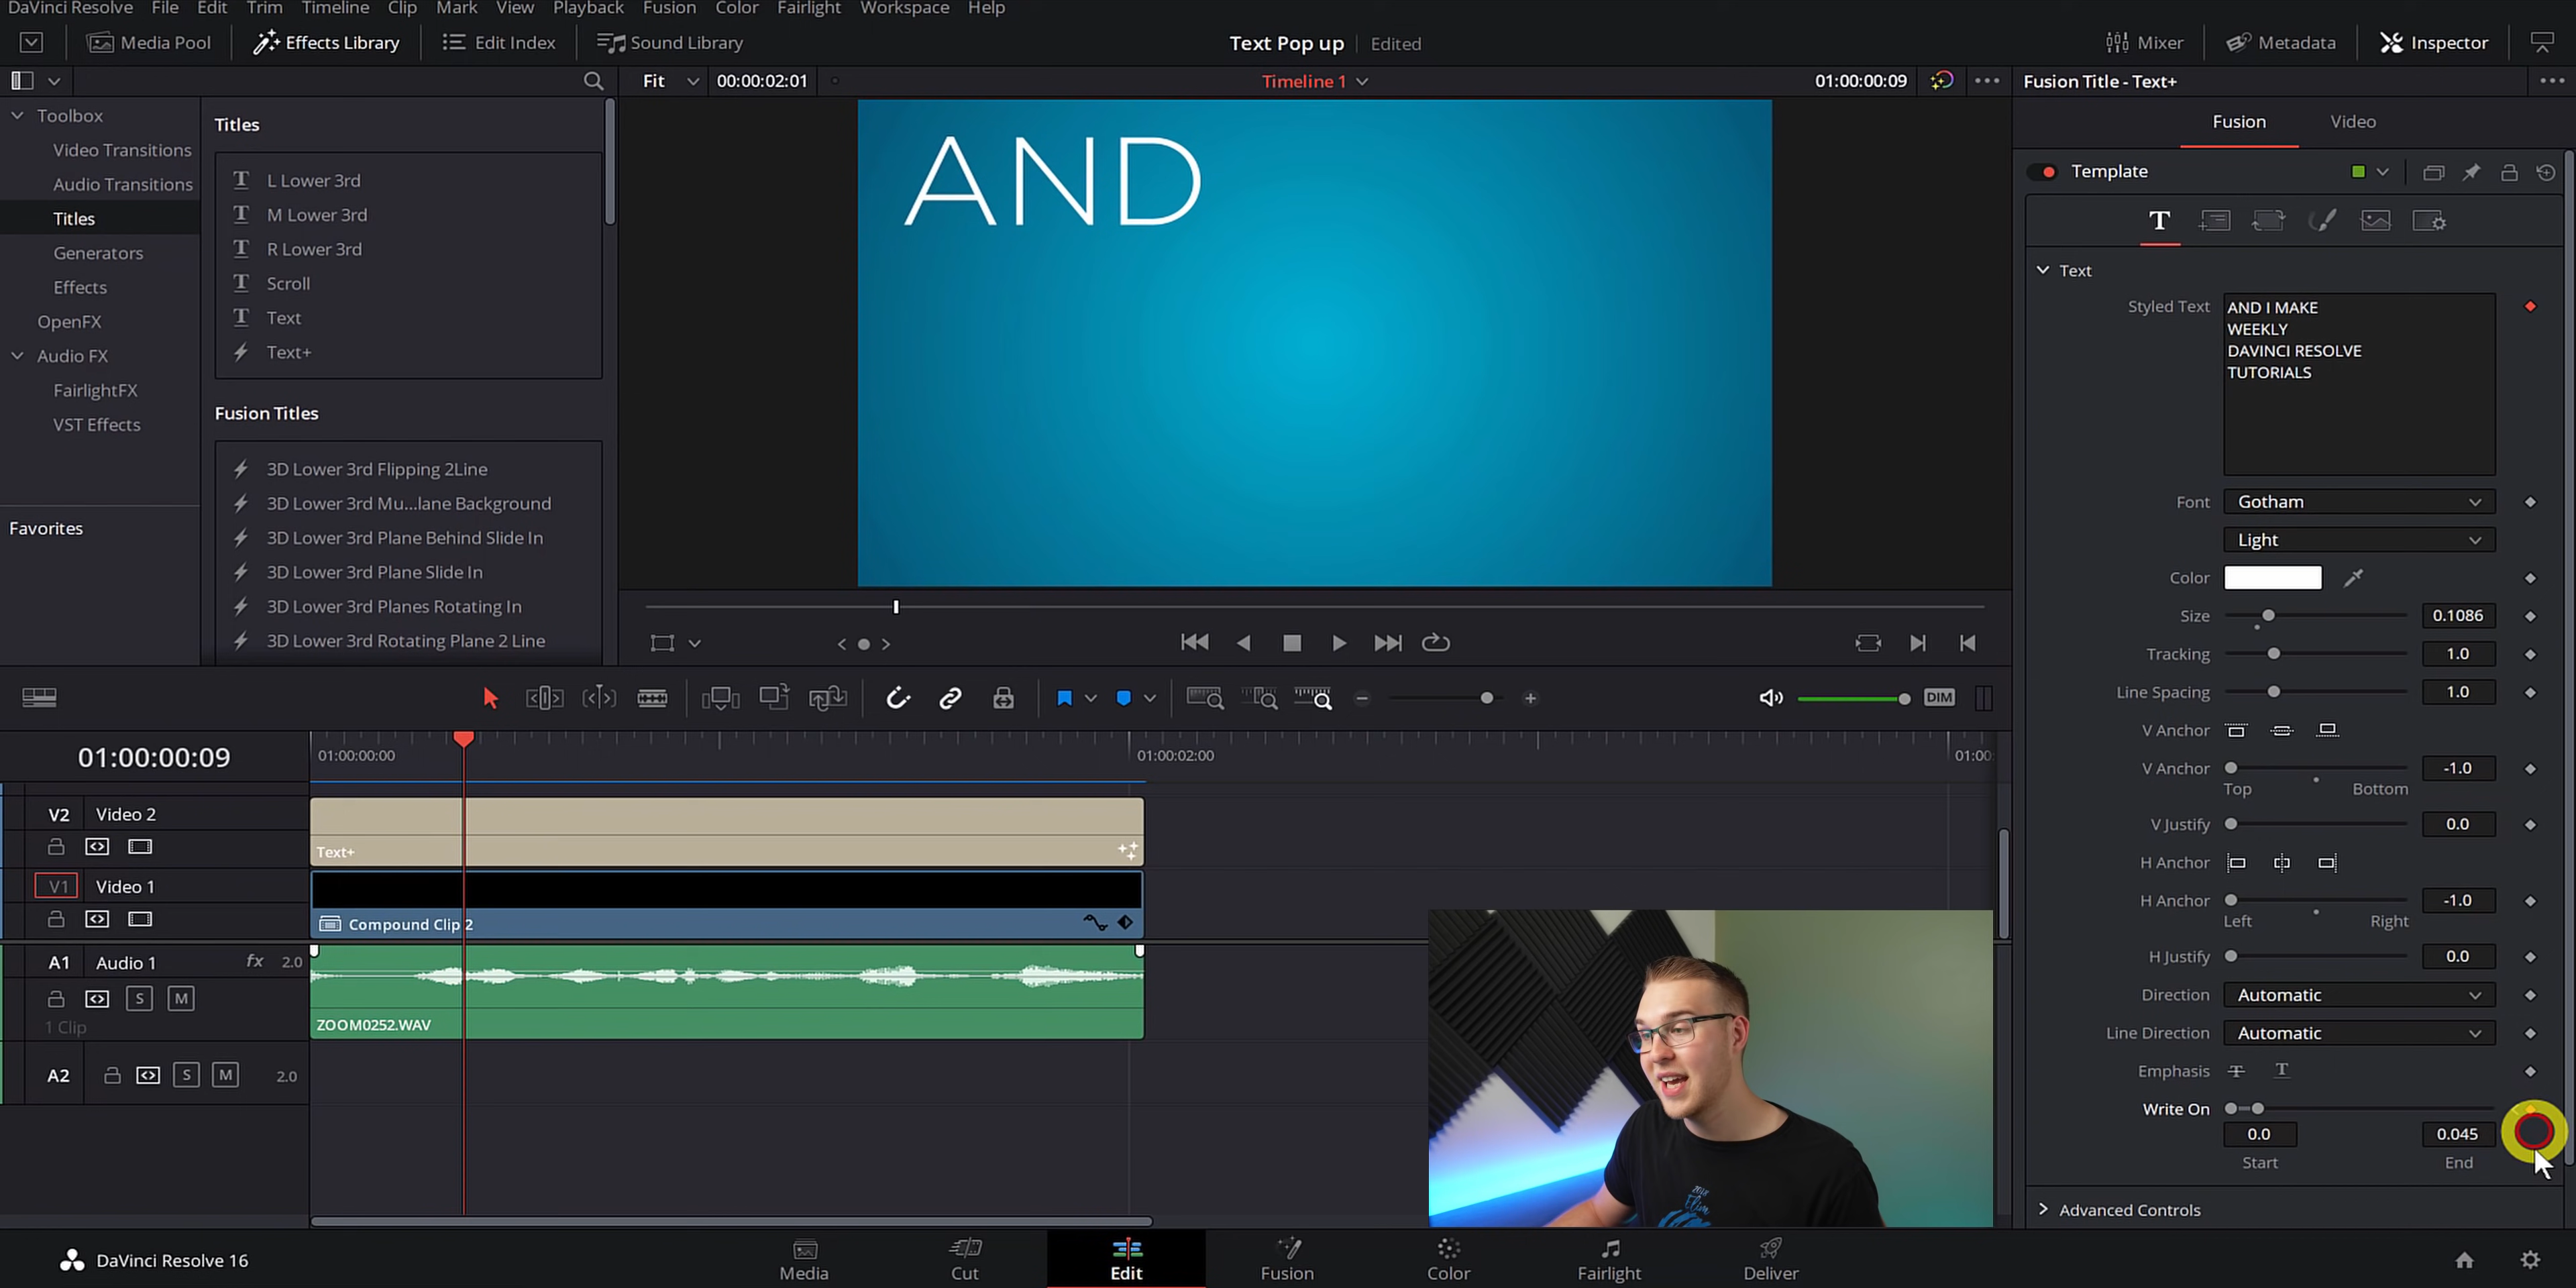 DaVinci Resolve File Edit Trim Timeline Clip Mark View Playback Fusion Color Fairlight Workspace Help
Media Pool Effects Library Edit Index Sound Library Text Pop up Edited Mixer Metadata Inspector
Fit 00:00:02:01 Timeline 1 01:00:00:09 Fusion Title - Text+
Toolbox
Video Transitions
Audio Transitions
Titles
Generators
Effects
OpenFX
Audio FX
FairlightFX
VST Effects
Favorites
Titles
L Lower 3rd
M Lower 3rd
R Lower 3rd
Scroll
Text
Text+
Fusion Titles
3D Lower 3rd Flipping 2Line
3D Lower 3rd Mu...lane Background
3D Lower 3rd Plane Behind Slide In
3D Lower 3rd Plane Slide In
3D Lower 3rd Planes Rotating In
3D Lower 3rd Rotating Plane 2 Line
AND
Fusion Video
Template
T
Text
Styled Text
AND I MAKE
WEEKLY
DAVINCI RESOLVE
TUTORIALS
Font Gotham
Light
Color
Size 0.1086
Tracking 1.0
Line Spacing 1.0
V Anchor
V Anchor -1.0
Top Bottom
V Justify 0.0
H Anchor
H Anchor -1.0
Left Right
H Justify 0.0
Direction Automatic
Line Direction Automatic
Emphasis T T
Write On
0.0 0.045
Start End
Advanced Controls
DIM
01:00:00:09 01:00:00:00 01:00:02:00 01:00:
V2 Video 2
Text+
V1 Video 1
Compound Clip 2
A1 Audio 1 fx 2.0
S M
1 Clip
ZOOM0252.WAV
A2 S M 2.0
DaVinci Resolve 16 Media Cut Edit Fusion Color Fairlight Deliver